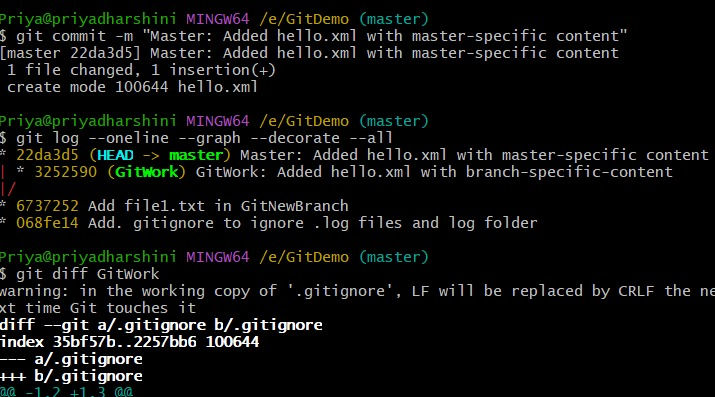 Priya@priyadharshini MINGW64 /e/GitDemo (master)
$ git commit -m "Master: Added hello.xml with master-specific content"
[master 22da3d5] Master: Added hello.xml with master-specific content
 1 file changed, 1 insertion(+)
 create mode 100644 hello.xml

Priya@priyadharshini MINGW64 /e/GitDemo (master)
$ git log --oneline --graph --decorate --all
* 22da3d5 (HEAD -> master) Master: Added hello.xml with master-specific content
| * 3252590 (GitWork) GitWork: Added hello.xml with branch-specific-content
|/
* 6737252 Add file1.txt in GitNewBranch
* 068fe14 Add. gitignore to ignore .log files and log folder

Priya@priyadharshini MINGW64 /e/GitDemo (master)
$ git diff GitWork
warning: in the working copy of '.gitignore', LF will be replaced by CRLF the ne
xt time Git touches it
diff --git a/.gitignore b/.gitignore
index 35bf57b..2257bb6 100644
--- a/.gitignore
+++ b/.gitignore
@@ -1,2 +1,3 @@